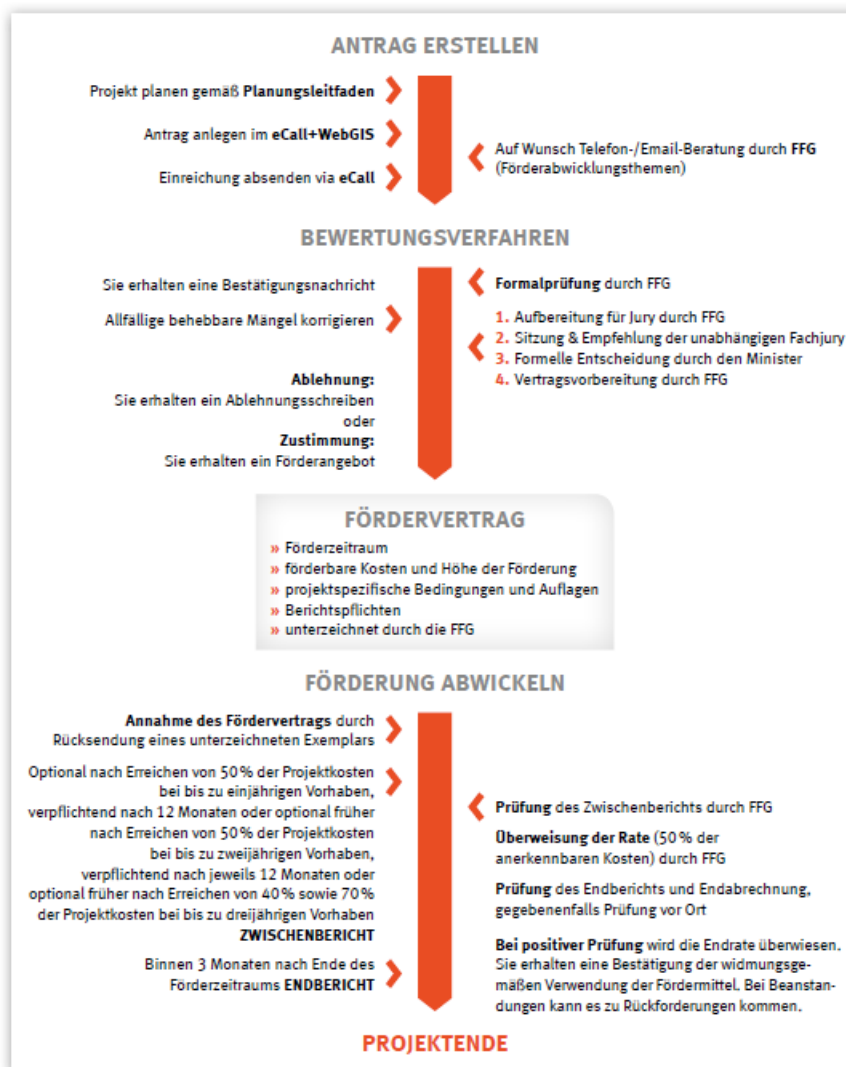 ANTRAG ERSTELLEN
Projekt planen gemäß Planungsleitfaden
Antrag anlegen im eCall+WebGIS
Einreichung absenden via eCall
Auf Wunsch Telefon-/Email-Beratung durch FFG
(Förderabwicklungsthemen)
BEWERTUNGSVERFAHREN
Sie erhalten eine Bestätigungsnachricht
Allfällige behebbare Mängel korrigieren
Ablehnung:
Sie erhalten ein Ablehnungsschreiben
oder
Zustimmung:
Sie erhalten ein Förderangebot
Formalprüfung durch FFG
1. Aufbereitung für Jury durch FFG
2. Sitzung & Empfehlung der unabhängigen Fachjury
3. Formelle Entscheidung durch den Minister
4. Vertragsvorbereitung durch FFG
FÖRDERVERTRAG
» Förderzeitraum
» förderbare Kosten und Höhe der Förderung
» projektspezifische Bedingungen und Auflagen
» Berichtspflichten
» unterzeichnet durch die FFG
FÖRDERUNG ABWICKELN
Annahme des Fördervertrags durch
Rücksendung eines unterzeichneten Exemplars
Optional nach Erreichen von 50% der Projektkosten
bei bis zu einjährigen Vorhaben,
verpflichtend nach 12 Monaten oder optional früher
nach Erreichen von 50% der Projektkosten
bei bis zu zweijährigen Vorhaben,
verpflichtend nach jeweils 12 Monaten oder
optional früher nach Erreichen von 40% sowie 70%
der Projektkosten bei bis zu dreijährigen Vorhaben
ZWISCHENBERICHT
Binnen 3 Monaten nach Ende des
Förderzeitraums ENDBERICHT
Prüfung des Zwischenberichts durch FFG
Überweisung der Rate (50% der
anerkennbaren Kosten) durch FFG
Prüfung des Endberichts und Endabrechnung,
gegebenenfalls Prüfung vor Ort
Bei positiver Prüfung wird die Endrate überwiesen.
Sie erhalten eine Bestätigung der widmungsge-
mäßen Verwendung der Fördermittel. Bei Beanstan-
dungen kann es zu Rückforderungen kommen.
PROJEKTENDE